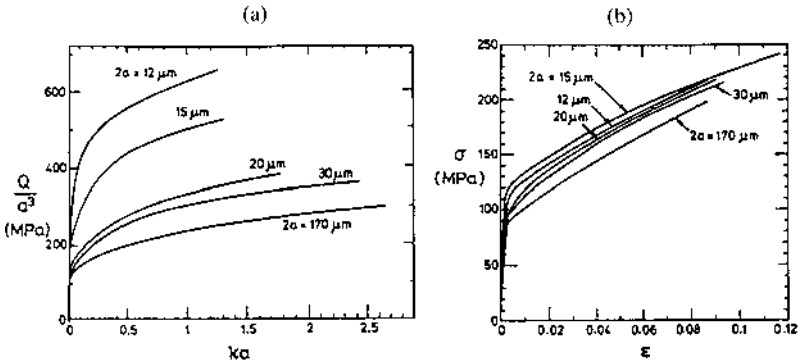 (a)
600
400
200
0
Q
a³
(MPa)
2a = 12 μm
15 μm
20 μm
30 μm
2a = 170 μm
0
0.5
1
1.5
2
2.5
κa
(b)
250
200
150
100
50
0
σ
(MPa)
2a = 15 μm
12 μm
20 μm
30 μm
2a = 170 μm
0
0.02
0.04
0.06
0.08
0.10
0.12
ε